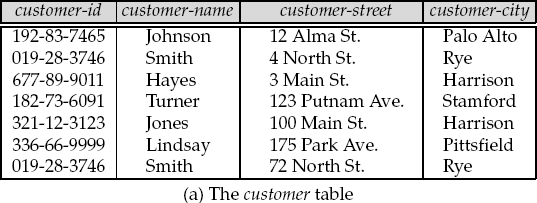 customer-id customer-name customer-street customer-city
192-83-7465 Johnson 12 Alma St. Palo Alto
019-28-3746 Smith 4 North St. Rye
677-89-9011 Hayes 3 Main St. Harrison
182-73-6091 Turner 123 Putnam Ave. Stamford
321-12-3123 Jones 100 Main St. Harrison
336-66-9999 Lindsay 175 Park Ave. Pittsfield
019-28-3746 Smith 72 North St. Rye
(a) The customer table